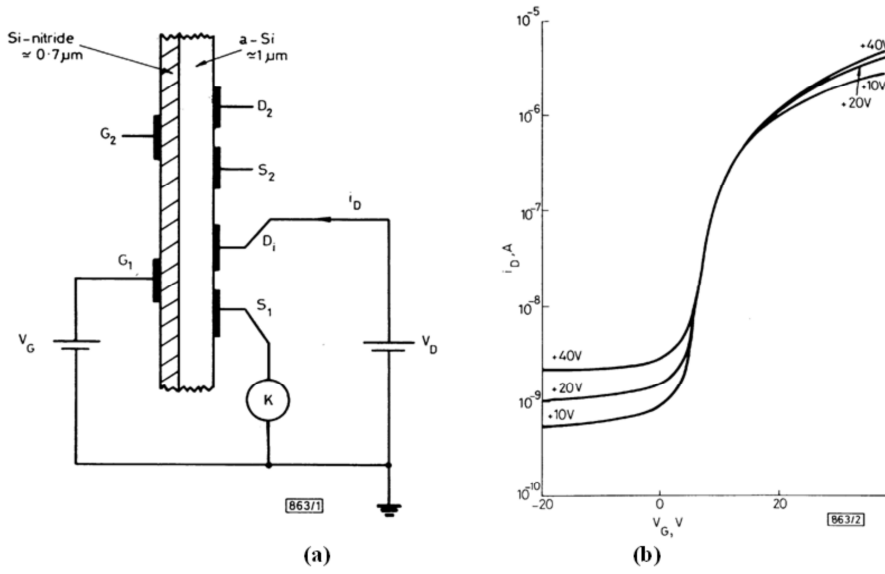 Si-nitride
≃ 0·7μm
a-Si
≃1μm
D2
G2
S2
iD
Di
G1
S1
VG
VD
K
863/1
(a)
10⁻⁵
+40V
+10V
+20V
10⁻⁶
10⁻⁷
iD, A
10⁻⁸
+40V
+20V
10⁻⁹
+10V
10⁻¹⁰
-20
0
20
VG, V
863/2
(b)